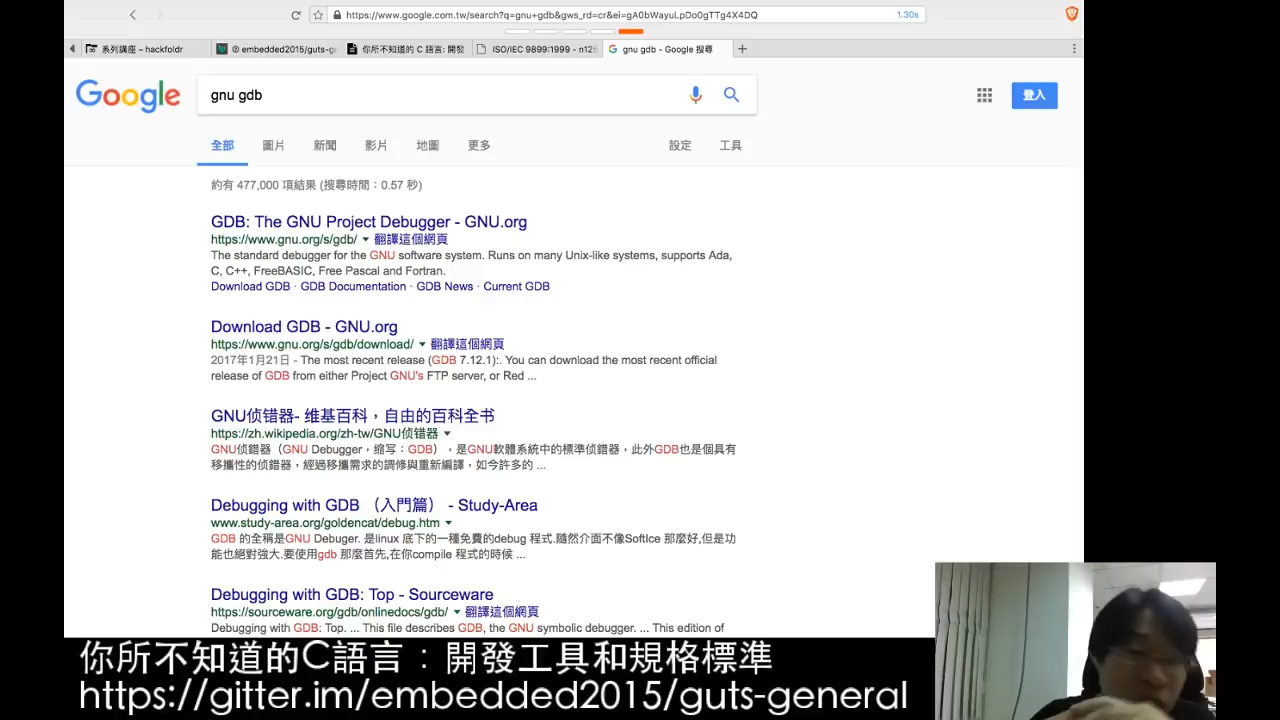 https://www.google.com.tw/search?q=gnu+gdb&gws_rd=cr&ei=gA0bWayuLpDo0gTTg4X4DQ
1.30s
系列講座 – hackfoldr
embedded2015/guts-g
你所不知道的 C 語言: 開發
ISO/IEC 9899:1999 - n125
gnu gdb - Google 搜尋
Google
gnu gdb
登入
全部 圖片 新聞 影片 地圖 更多 設定 工具
約有 477,000 項結果 (搜尋時間：0.57 秒)
GDB: The GNU Project Debugger - GNU.org
https://www.gnu.org/s/gdb/ 翻譯這個網頁
The standard debugger for the GNU software system. Runs on many Unix-like systems, supports Ada,
C, C++, FreeBASIC, Free Pascal and Fortran.
Download GDB · GDB Documentation · GDB News · Current GDB
Download GDB - GNU.org
https://www.gnu.org/s/gdb/download/ 翻譯這個網頁
2017年1月21日 - The most recent release (GDB 7.12.1):. You can download the most recent official
release of GDB from either Project GNU's FTP server, or Red ...
GNU侦错器- 维基百科，自由的百科全书
https://zh.wikipedia.org/zh-tw/GNU侦错器
GNU偵錯器（GNU Debugger，缩写：GDB），是GNU軟體系統中的標準偵錯器，此外GDB也是個具有
移攜性的偵錯器，經過移攜需求的調修與重新編譯，如今許多的 ...
Debugging with GDB （入門篇） - Study-Area
www.study-area.org/goldencat/debug.htm
GDB 的全稱是GNU Debuger. 是linux 底下的一種免費的debug 程式.隨然介面不像SoftIce 那麼好,但是功
能也絕對強大.要使用gdb 那麼首先,在你compile 程式的時候 ...
Debugging with GDB: Top - Sourceware
https://sourceware.org/gdb/onlinedocs/gdb/ 翻譯這個網頁
Debugging with GDB: Top. ... This file describes GDB, the GNU symbolic debugger. ... This edition of
你所不知道的C語言：開發工具和規格標準
https://gitter.im/embedded2015/guts-general